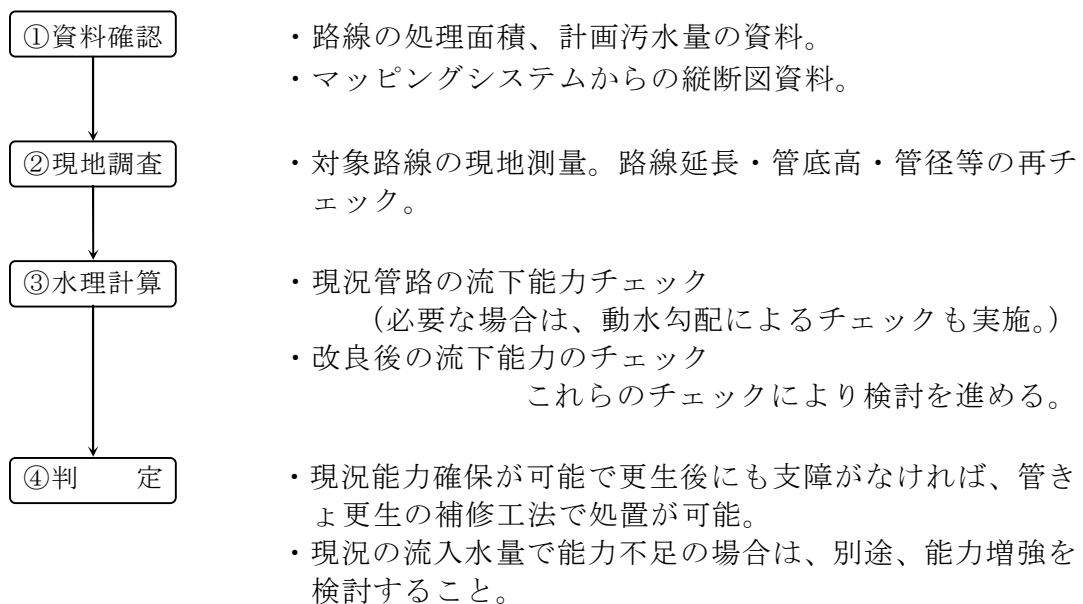 ①資料確認
・路線の処理面積、計画汚水量の資料。
・マッピングシステムからの縦断図資料。
②現地調査
・対象路線の現地測量。路線延長・管底高・管径等の再チ
ェック。
③水理計算
・現況管路の流下能力チェック
（必要な場合は、動水勾配によるチェックも実施。）
・改良後の流下能力のチェック
これらのチェックにより検討を進める。
④判　　定
・現況能力確保が可能で更生後にも支障がなければ、管き
ょ更生の補修工法で処置が可能。
・現況の流入水量で能力不足の場合は、別途、能力増強を
検討すること。